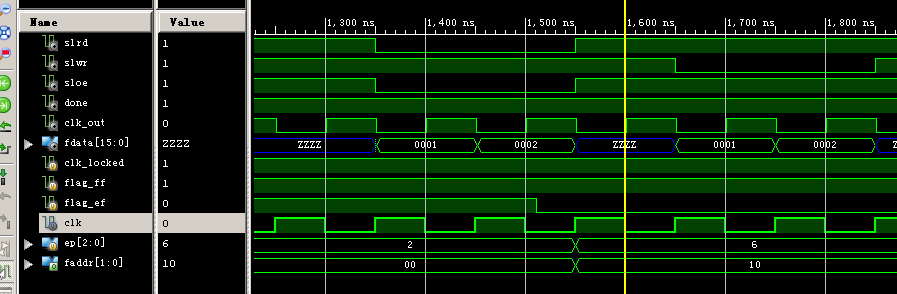 Name Value 1,300 ns 1,400 ns 1,500 ns 1,600 ns 1,700 ns 1,800 ns
slrd 1
slwr 1
sloe 1
done 1
clk_out 0
fdata[15:0] ZZZZ ZZZZ 0001 0002 ZZZZ 0001 0002
clk_locked 1
flag_ff 1
flag_ef 0
clk 0
ep[2:0] 6 2 6
faddr[1:0] 10 00 10